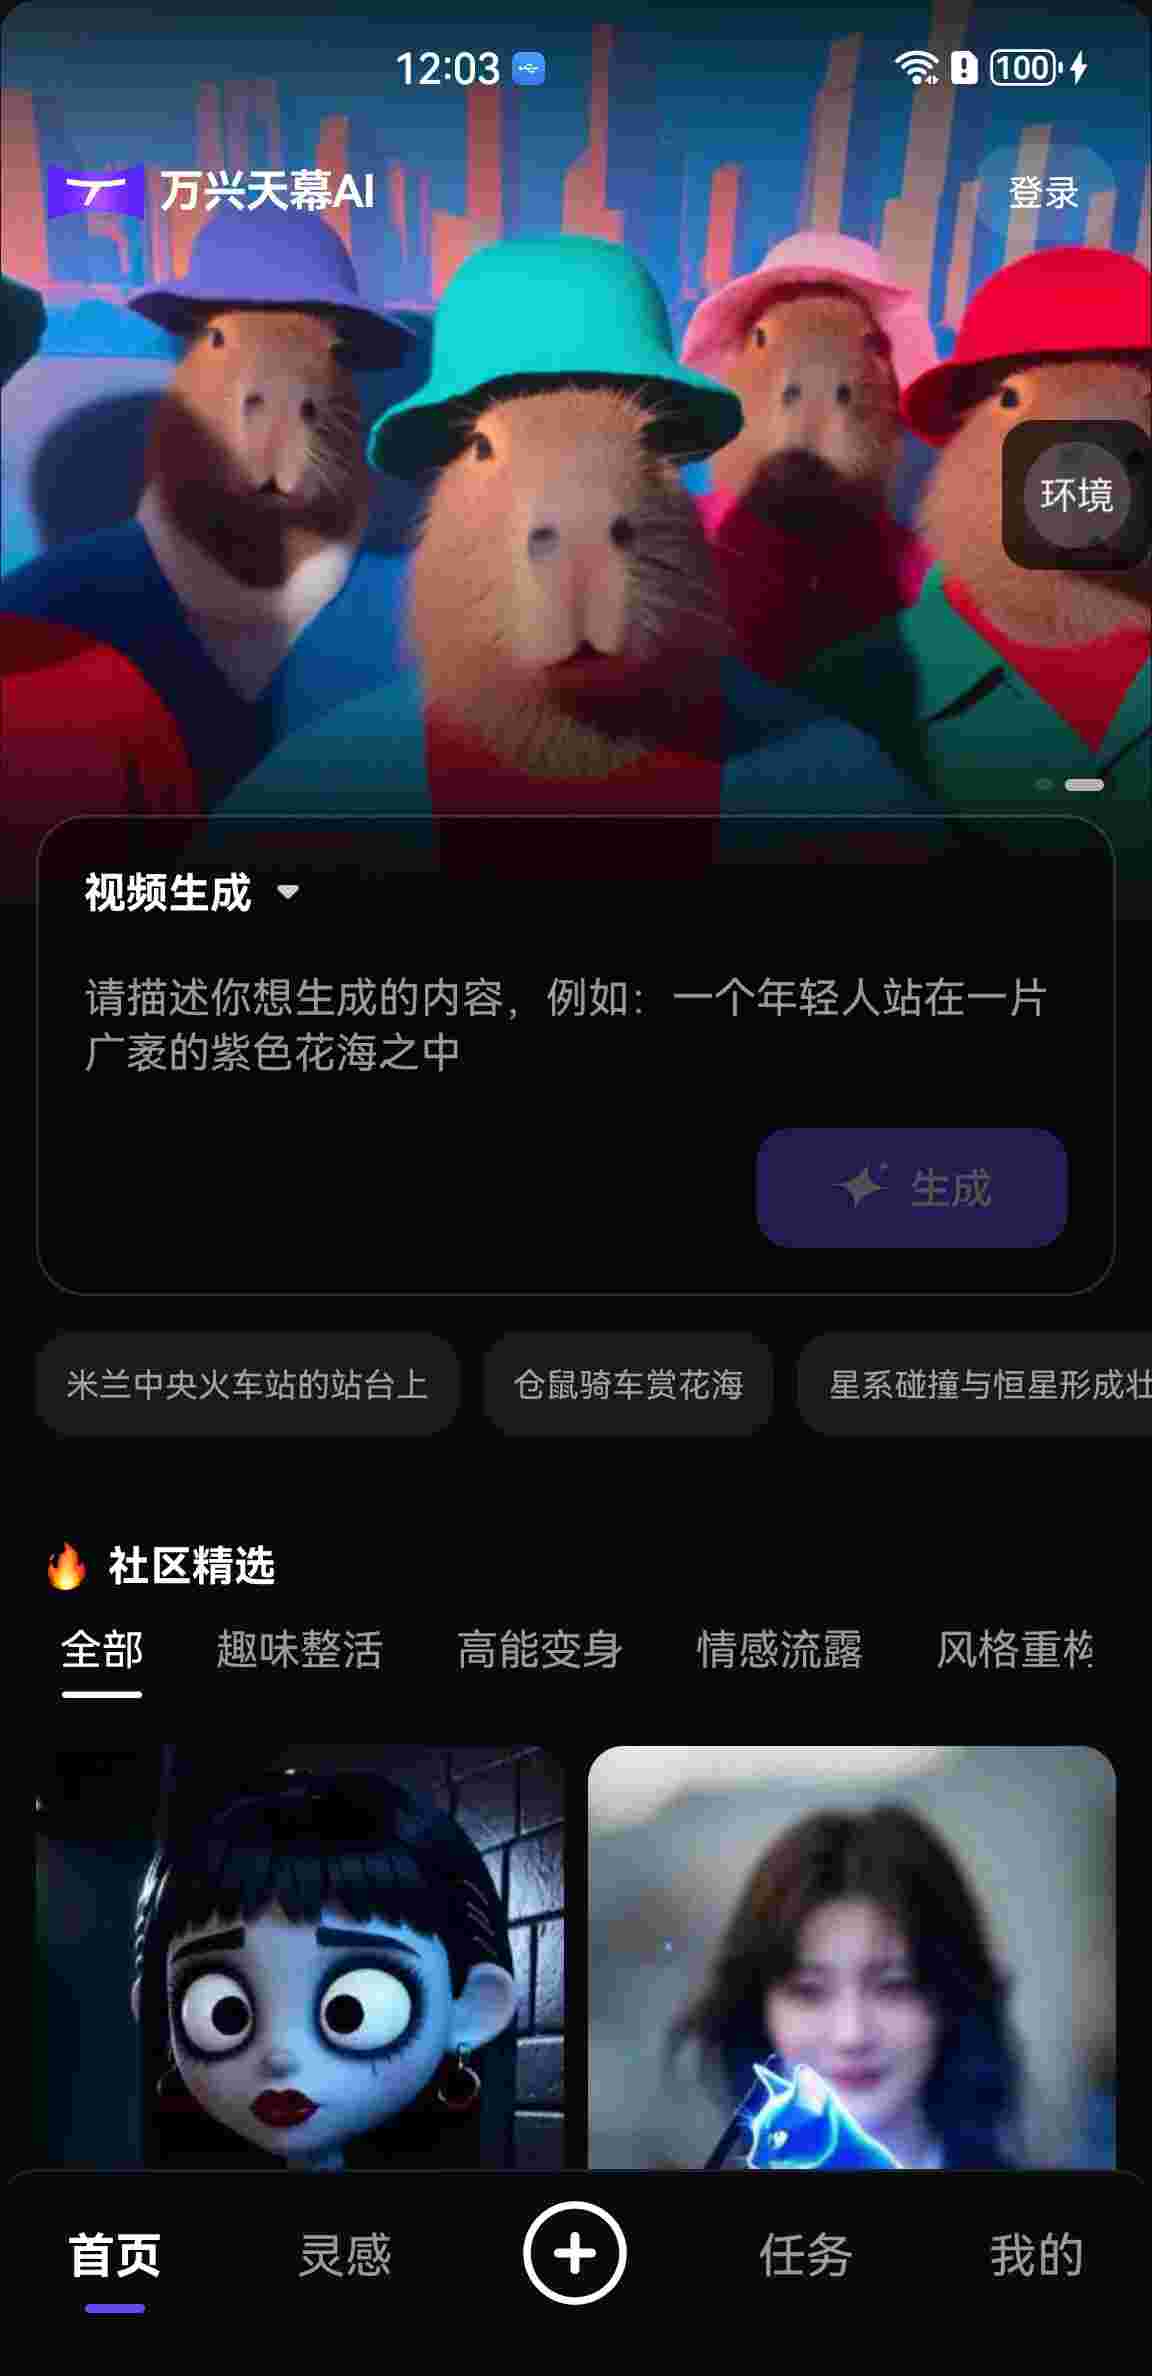 12:03
100
万兴天幕AI
登录
环境
视频生成
请描述你想生成的内容，例如：一个年轻人站在一片
广袤的紫色花海之中
生成
米兰中央火车站的站台上
仓鼠骑车赏花海
星系碰撞与恒星形成壮
社区精选
全部
趣味整活
高能变身
情感流露
风格重构
首页
灵感
任务
我的